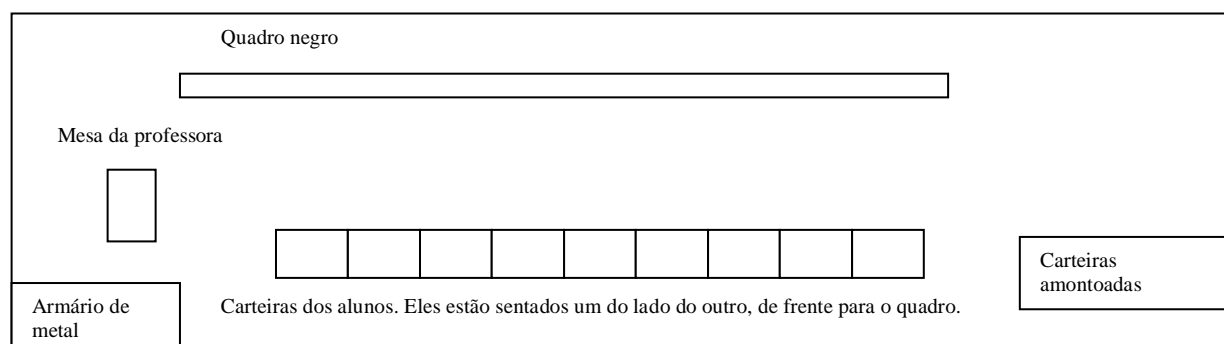 Quadro negro
Mesa da professora
Carteiras
amontoadas
Armário de
metal
Carteiras dos alunos. Eles estão sentados um do lado do outro, de frente para o quadro.